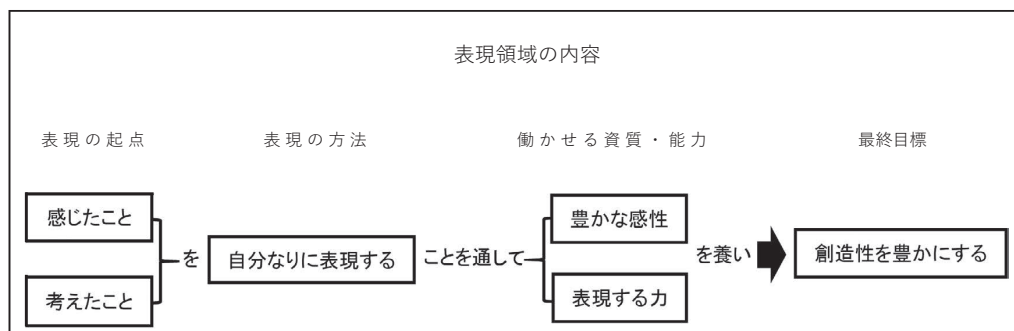 表現領域の内容
表現の起点 表現の方法 働かせる資質・能力 最終目標
感じたこと
考えたこと
を
自分なりに表現する
ことを通して
豊かな感性
表現する力
を養い
創造性を豊かにする